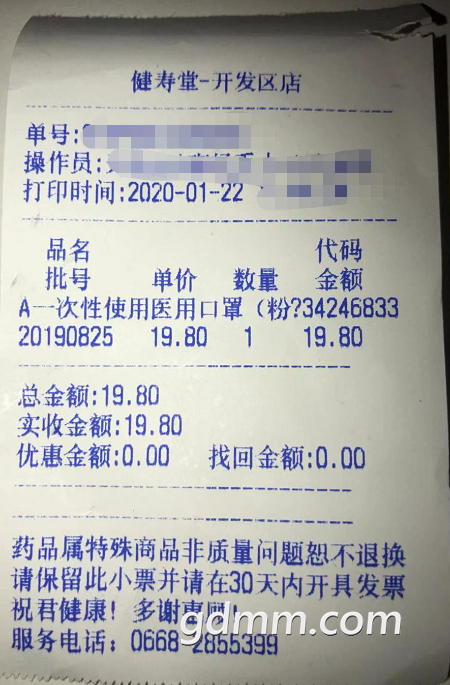 健寿堂-开发区店
单号:
操作员:
打印时间:2020-01-22
品名 代码
批号 单价 数量 金额
A一次性使用医用口罩（粉?34246833
20190825 19.80 1 19.80
总金额:19.80
实收金额:19.80
优惠金额:0.00 找回金额:0.00
药品属特殊商品非质量问题恕不退换
请保留此小票并请在30天内开具发票
祝君健康！多谢惠顾!
服务电话：0668-2855399
gdmm.com